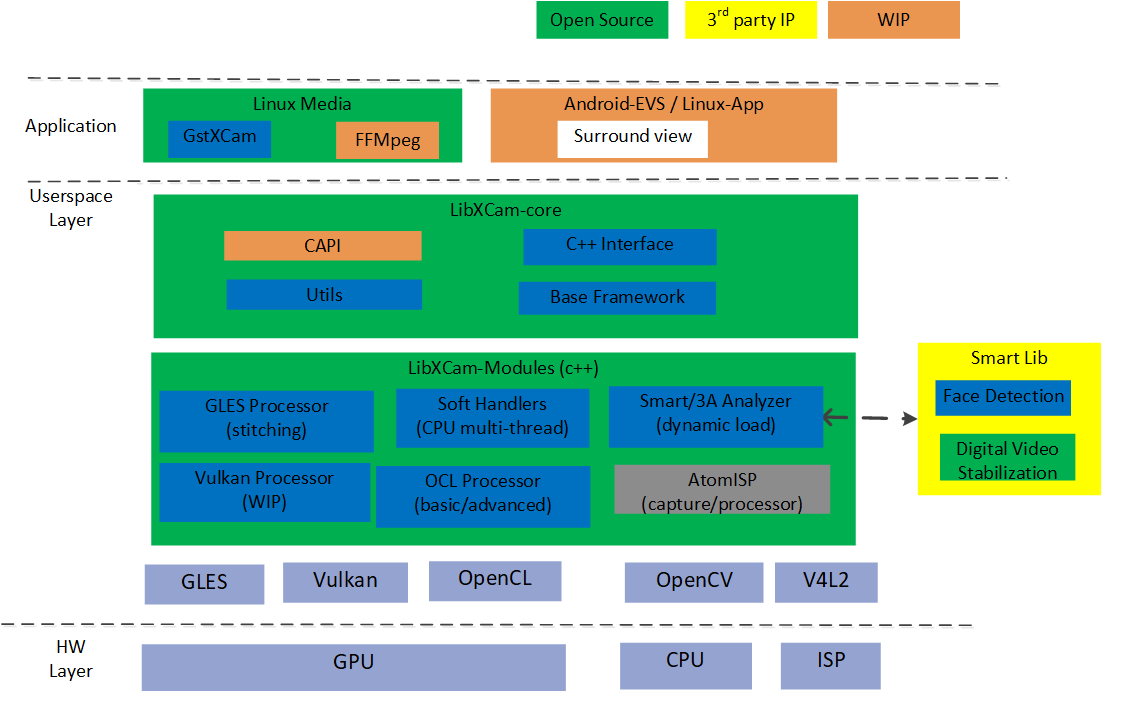 Open Source
3rd party IP
WIP
Application
Linux Media
GstXCam
FFMpeg
Android-EVS / Linux-App
Surround view
Userspace
Layer
LibXCam-core
CAPI
C++ Interface
Utils
Base Framework
LibXCam-Modules (c++)
GLES Processor
(stitching)
Soft Handlers
(CPU multi-thread)
Smart/3A Analyzer
(dynamic load)
Vulkan Processor
(WIP)
OCL Processor
(basic/advanced)
AtomISP
(capture/processor)
Smart Lib
Face Detection
Digital Video
Stabilization
GLES
Vulkan
OpenCL
OpenCV
V4L2
HW
Layer
GPU
CPU
ISP